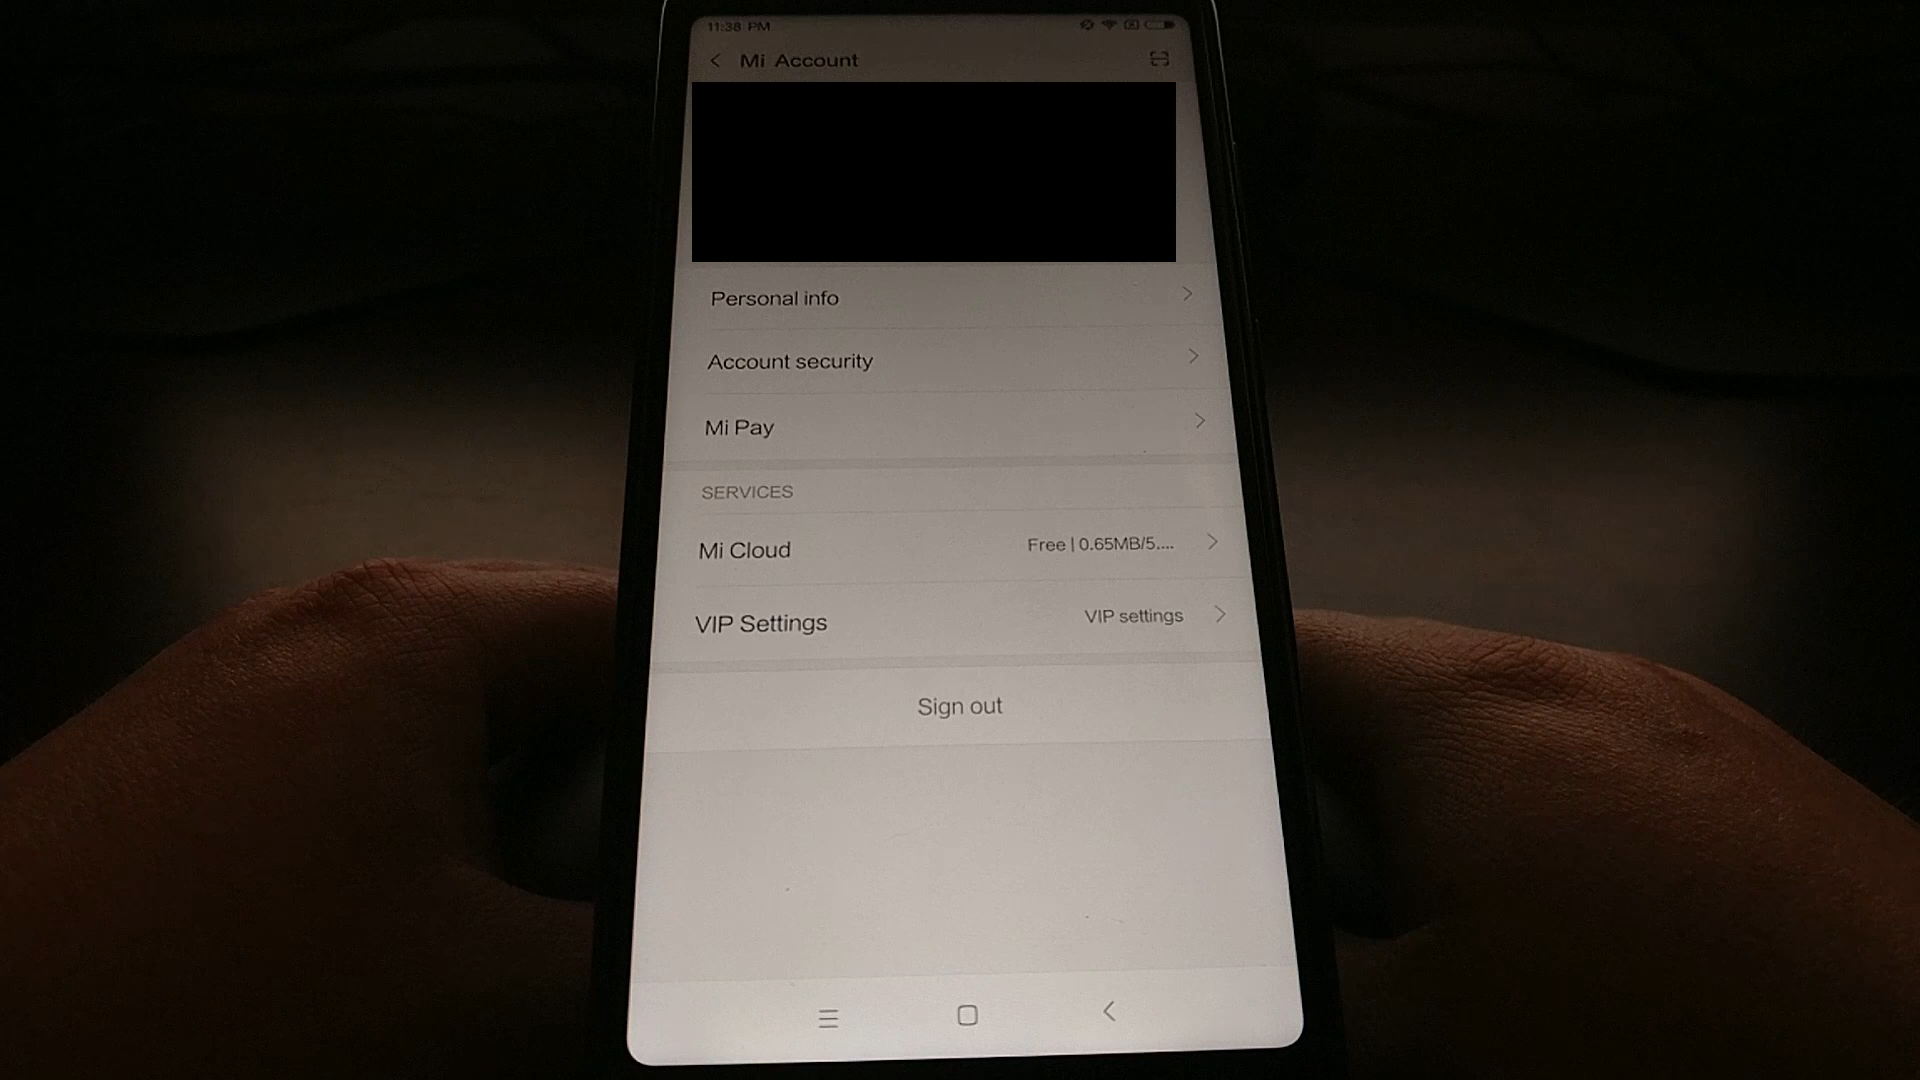 11:38 PM
Mi Account
Personal info
Account security
Mi Pay
SERVICES
Mi Cloud Free | 0.65MB/5....
VIP Settings VIP settings
Sign out